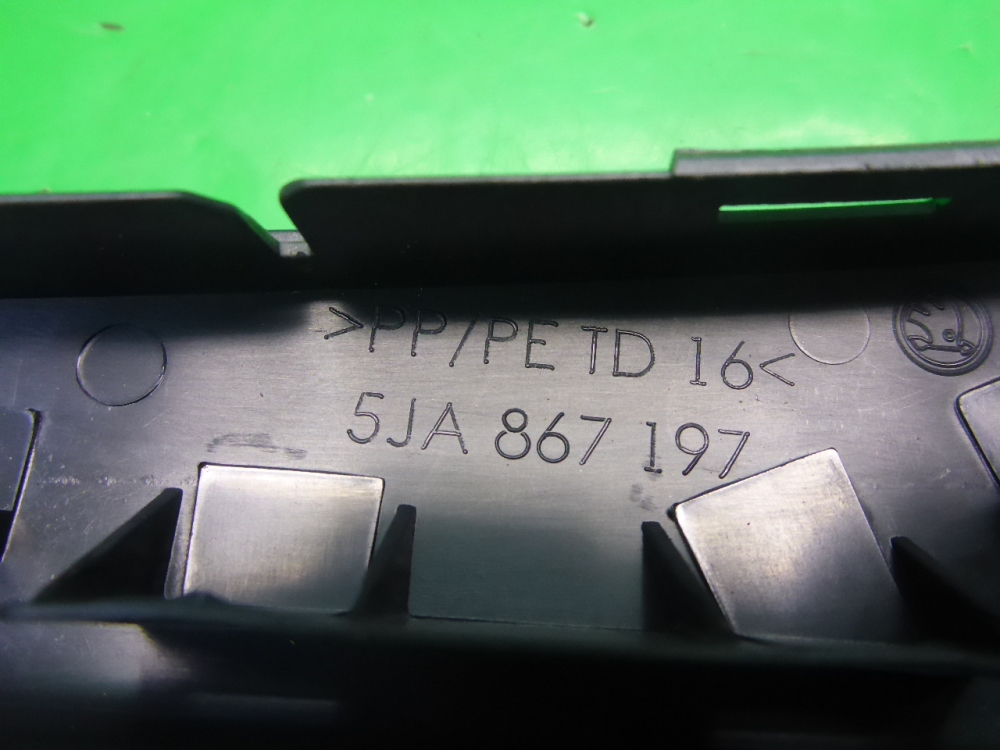 >PP/PE TD 16<
5JA 867 197